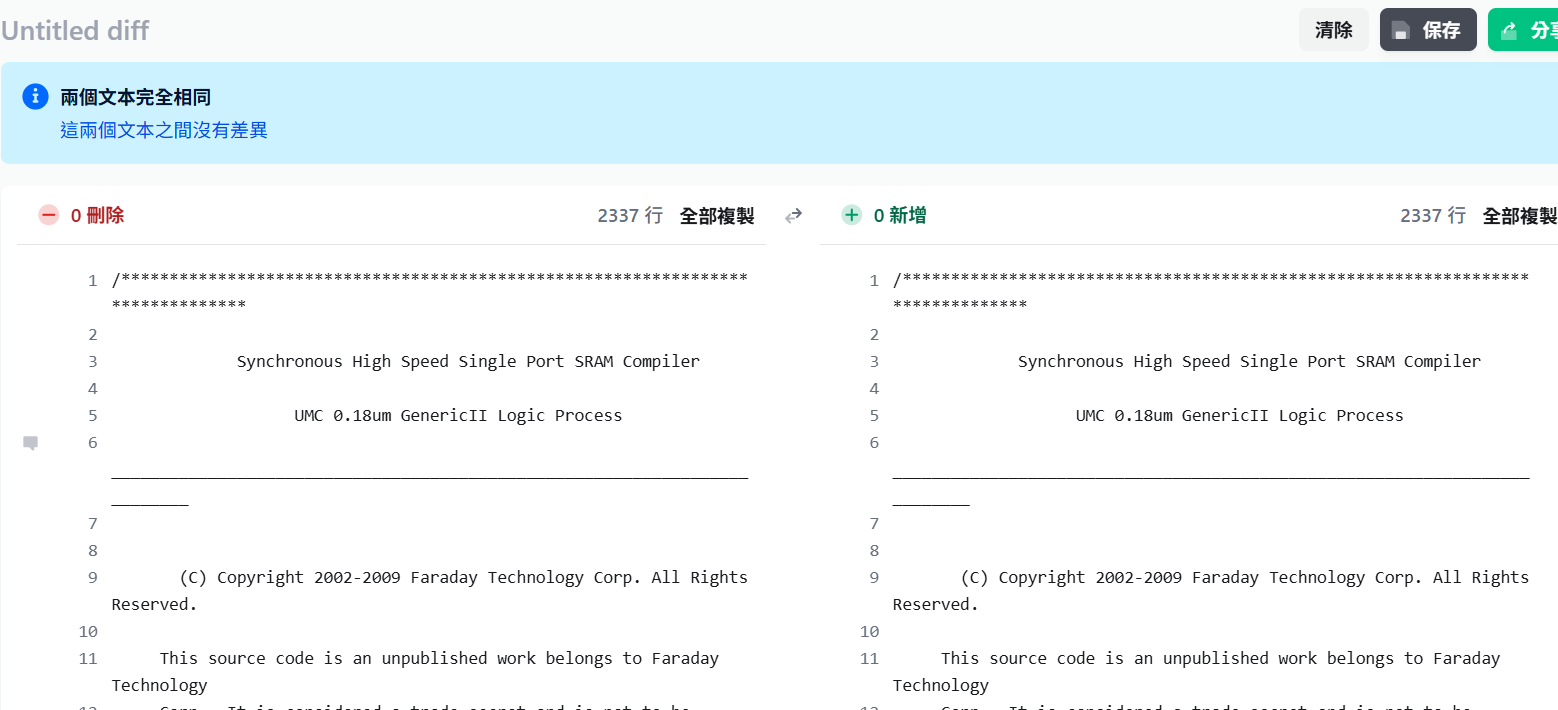 Untitled diff
清除
保存
兩個文本完全相同
這兩個文本之間沒有差異
0 刪除
2337 行
全部複製
0 新增
2337 行
全部複製
1 /*****************************************************************
**************
2
3 Synchronous High Speed Single Port SRAM Compiler
4
5 UMC 0.18um GenericII Logic Process
6
__________________________________________________________________
________
7
8
9 (C) Copyright 2002-2009 Faraday Technology Corp. All Rights
Reserved.
10
11 This source code is an unpublished work belongs to Faraday
Technology
1 /*****************************************************************
**************
2
3 Synchronous High Speed Single Port SRAM Compiler
4
5 UMC 0.18um GenericII Logic Process
6
__________________________________________________________________
________
7
8
9 (C) Copyright 2002-2009 Faraday Technology Corp. All Rights
Reserved.
10
11 This source code is an unpublished work belongs to Faraday
Technology